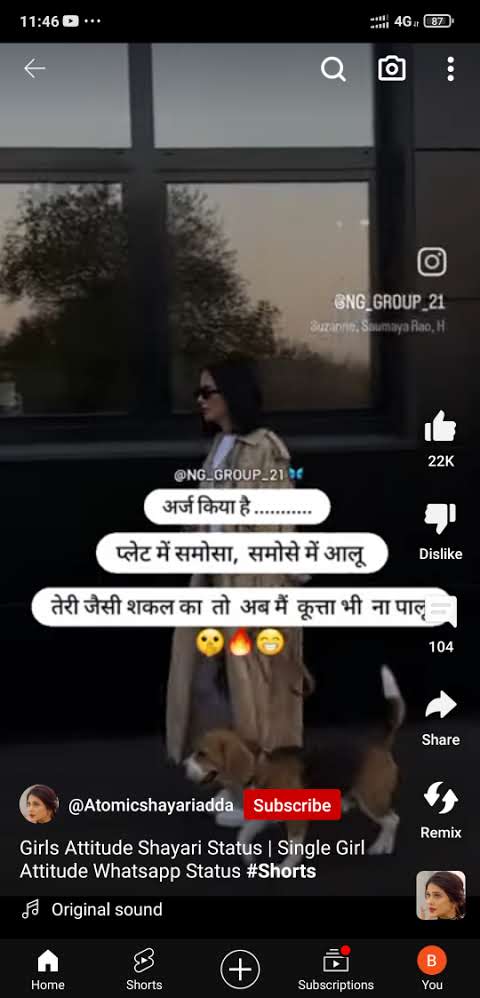 11:46
4G
87
@NG_GROUP_21
Suzanne, Saumaya Rao, H
@NG_GROUP_21
अर्ज किया है ...........
प्लेट में समोसा, समोसे में आलू
तेरी जैसी शकल का तो अब मैं कूत्ता भी ना पालू
22K
Dislike
104
Share
Remix
@Atomicshayariadda
Subscribe
Girls Attitude Shayari Status | Single Girl
Attitude Whatsapp Status #Shorts
Original sound
Home
Shorts
Subscriptions
B
You